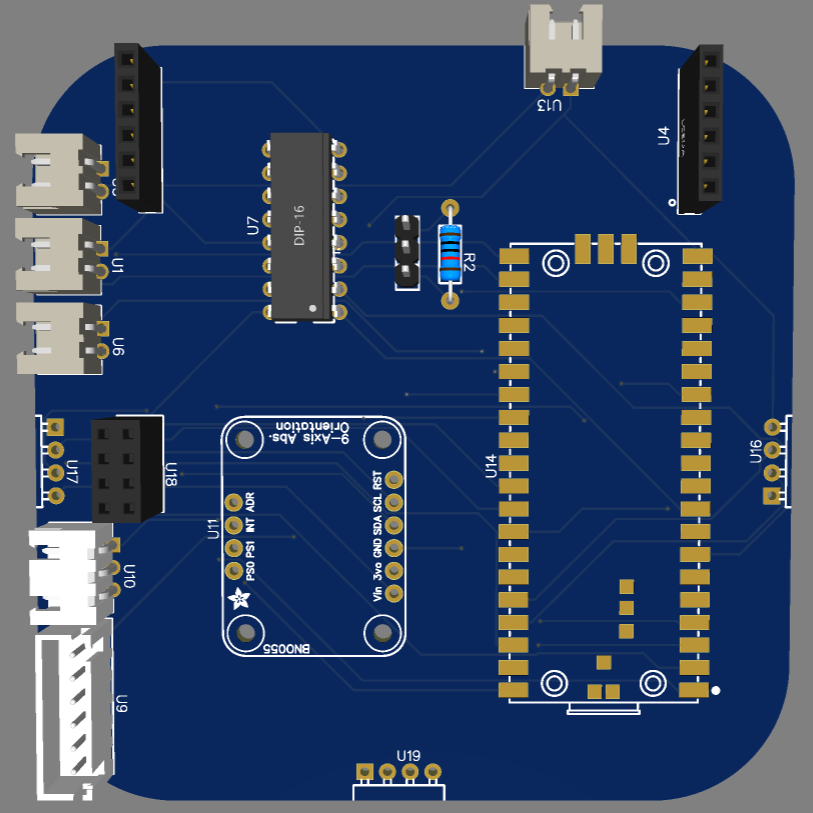 U13
U4
U7
DIP-16
R2
U1
U6
U17
U18
U14
U16
9-Axis Abs.
Orientation
U11
PS0 PS1 INT ADR
Vin 3vo GND SDA SCL RST
BNO055
U10
U9
U19